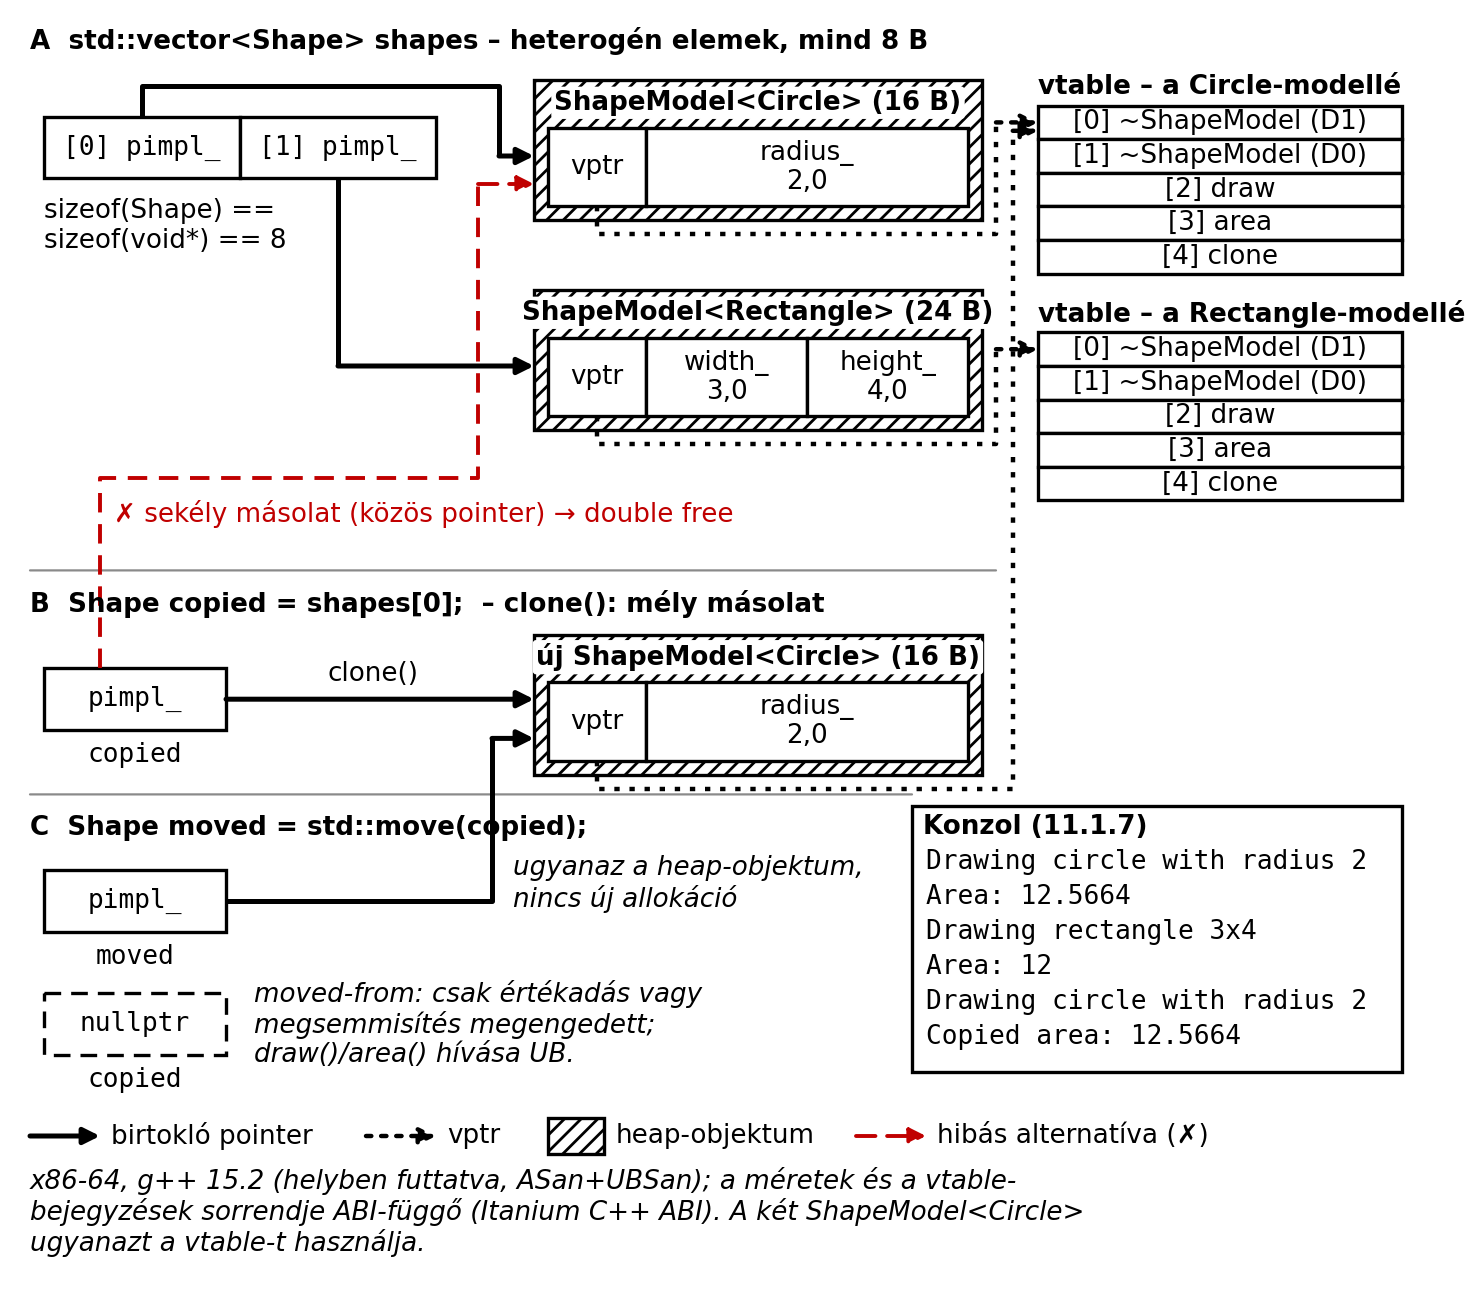 A  std::vector<Shape> shapes – heterogén elemek, mind 8 B
[0] pimpl_ [1] pimpl_
sizeof(Shape) ==
sizeof(void*) == 8
ShapeModel<Circle> (16 B)
vptr
radius_
2,0
vtable – a Circle-modellé
[0] ~ShapeModel (D1)
[1] ~ShapeModel (D0)
[2] draw
[3] area
[4] clone
ShapeModel<Rectangle> (24 B)
vptr
width_
3,0
height_
4,0
vtable – a Rectangle-modellé
[0] ~ShapeModel (D1)
[1] ~ShapeModel (D0)
[2] draw
[3] area
[4] clone
✗ sekély másolat (közös pointer) → double free
B  Shape copied = shapes[0];  – clone(): mély másolat
pimpl_
copied
clone()
új ShapeModel<Circle> (16 B)
vptr
radius_
2,0
C  Shape moved = std::move(copied);
pimpl_
moved
ugyanaz a heap-objektum,
nincs új allokáció
nullptr
copied
moved-from: csak értékadás vagy
megsemmisítés megengedett;
draw()/area() hívása UB.
Konzol (11.1.7)
Drawing circle with radius 2
Area: 12.5664
Drawing rectangle 3x4
Area: 12
Drawing circle with radius 2
Copied area: 12.5664
birtokló pointer
vptr
heap-objektum
hibás alternatíva (✗)
x86-64, g++ 15.2 (helyben futtatva, ASan+UBSan); a méretek és a vtable-
bejegyzések sorrendje ABI-függő (Itanium C++ ABI). A két ShapeModel<Circle>
ugyanazt a vtable-t használja.